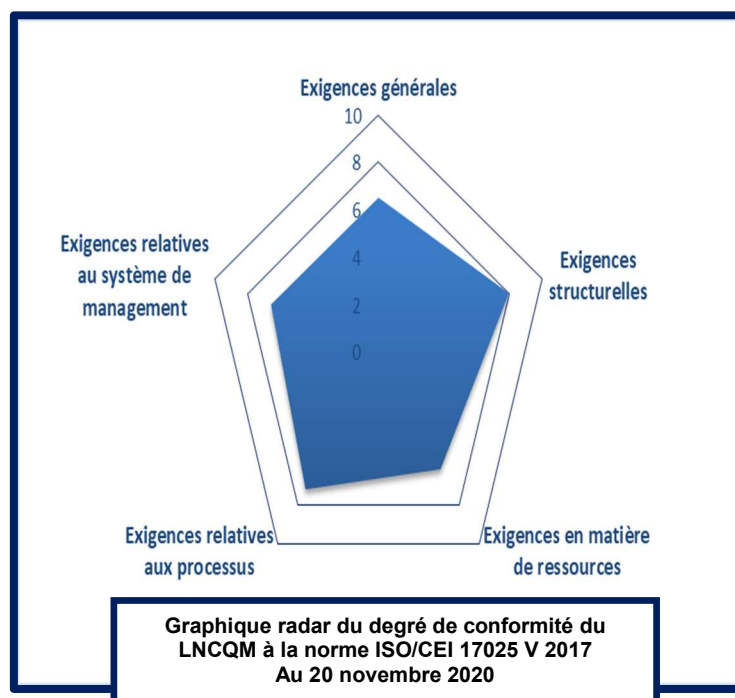 Exigences générales
10
8
6
4
2
0
Exigences
structurelles
Exigences en matière
de ressources
Exigences relatives
aux processus
Exigences relatives
au système de
management
Graphique radar du degré de conformité du
LNCQM à la norme ISO/CEI 17025 V 2017
Au 20 novembre 2020